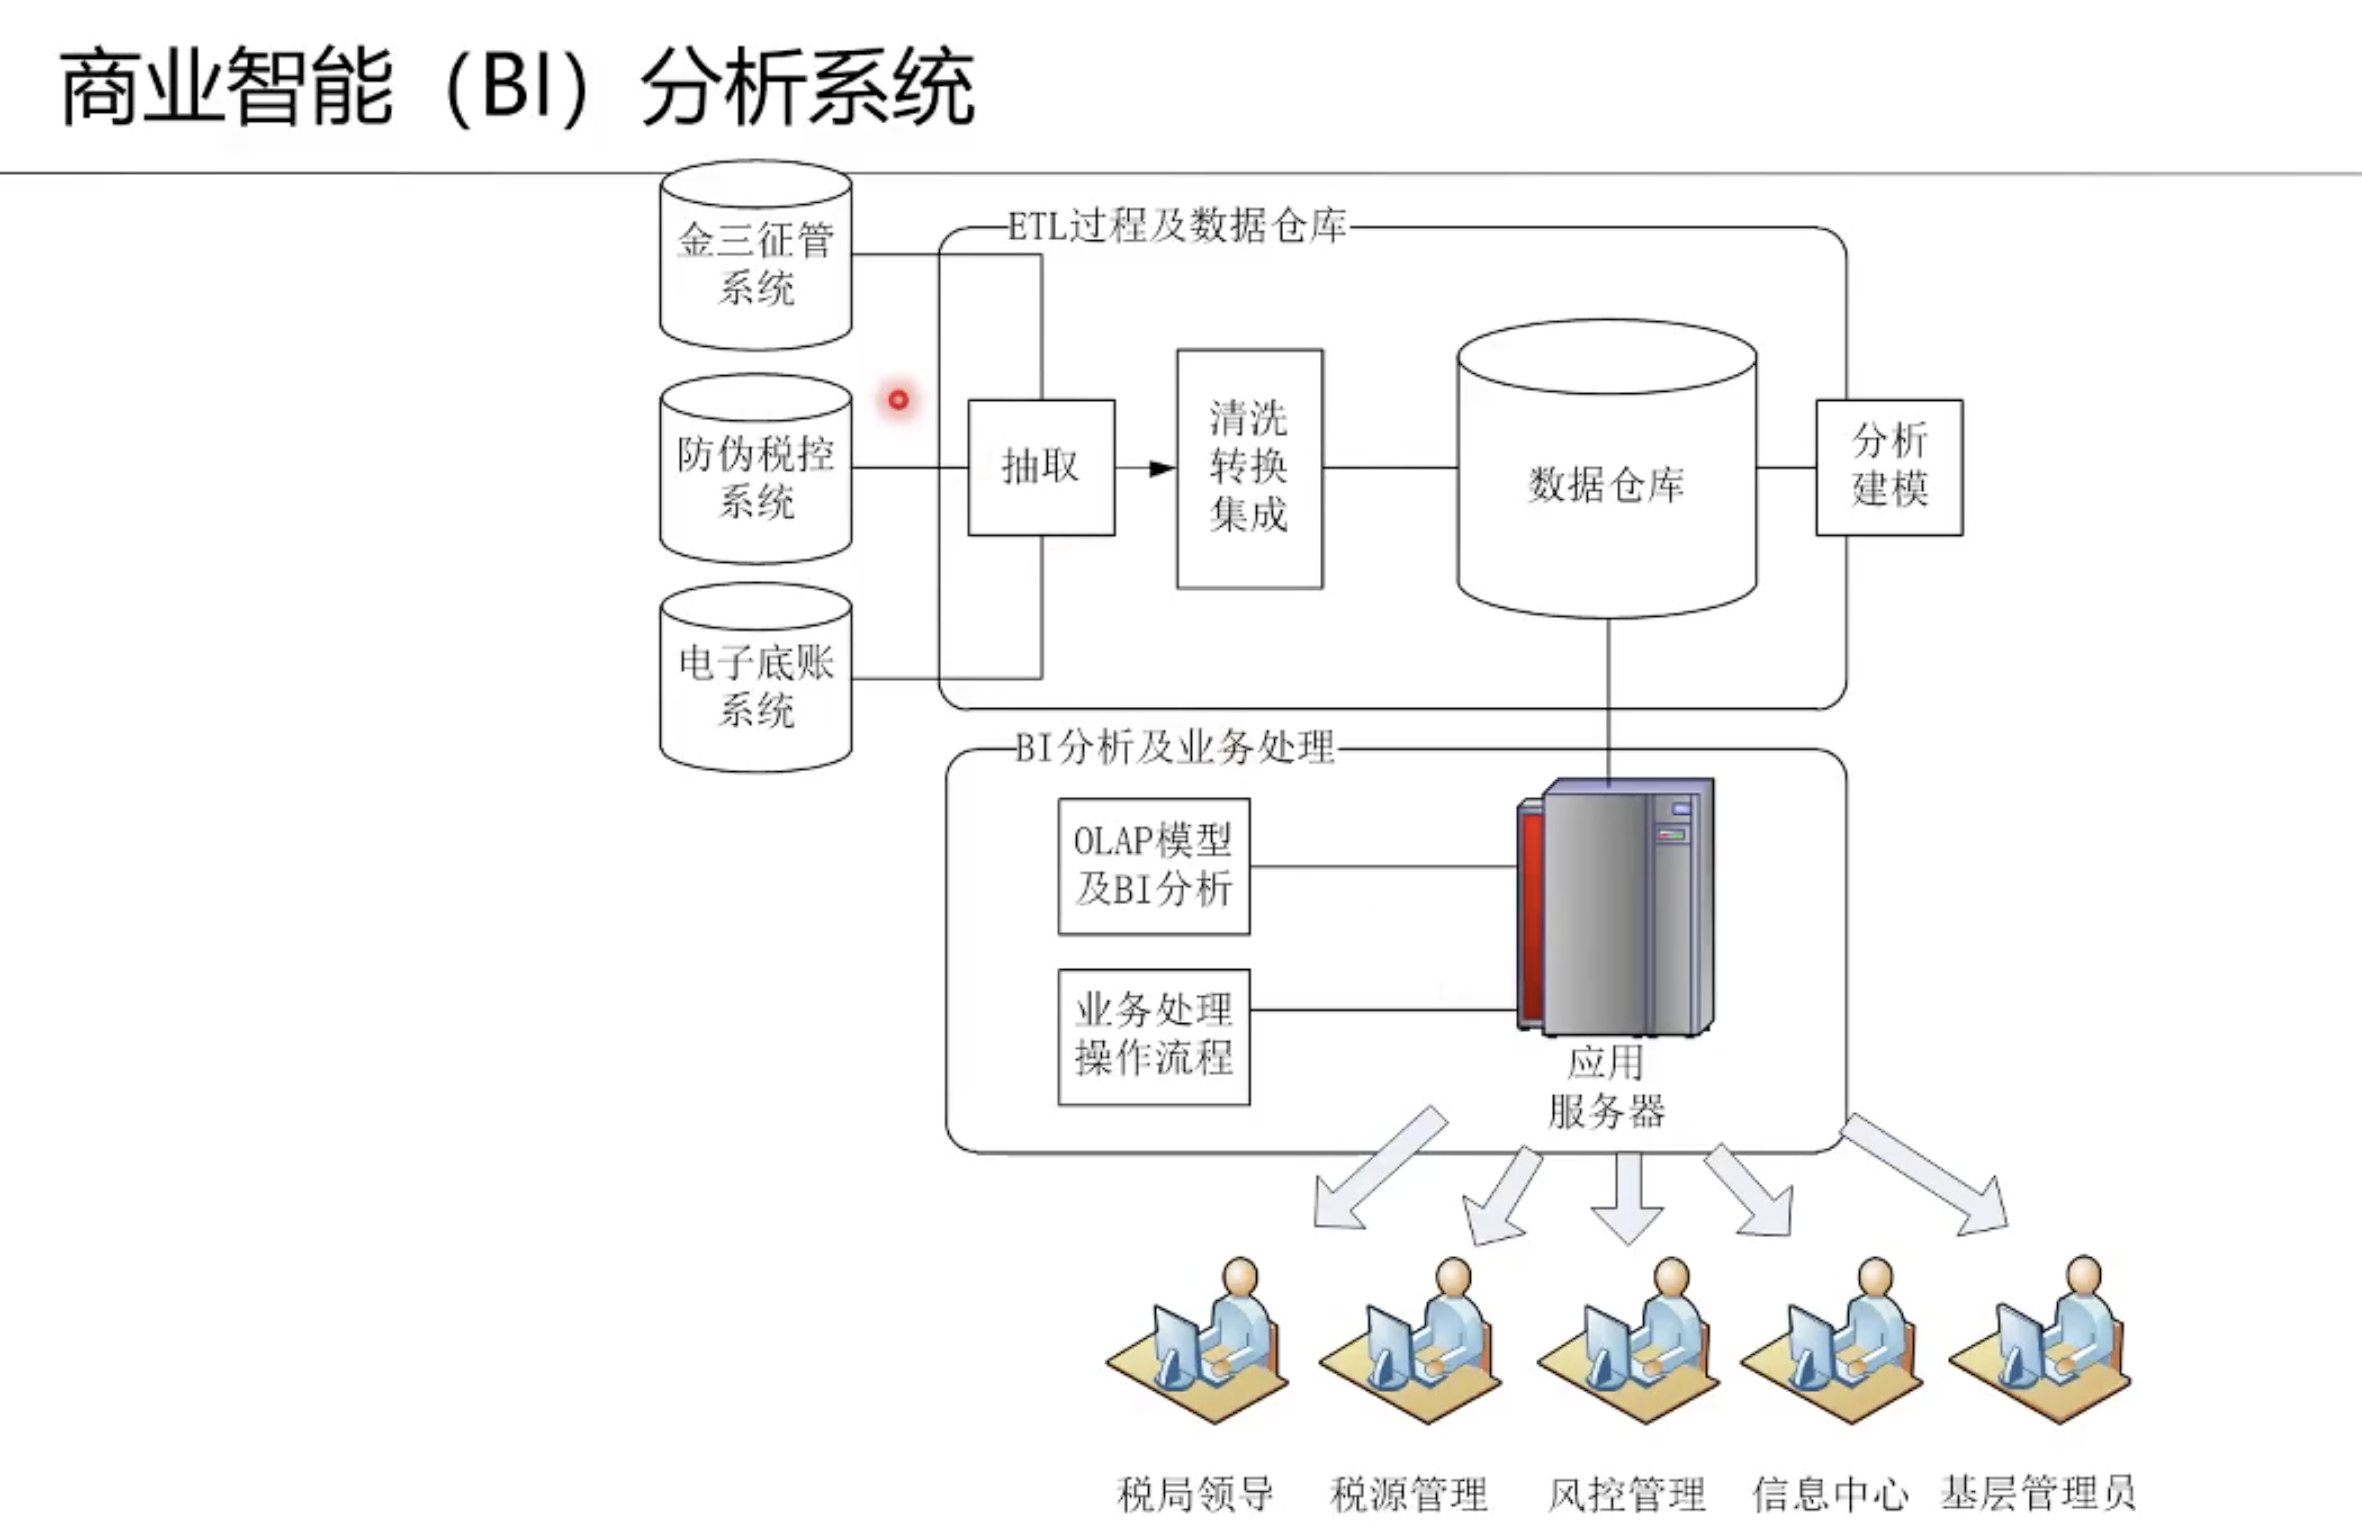 商业智能（BI）分析系统
金三征管
系统
ETL过程及数据仓库
防伪税控
系统
抽取
清洗
转换
集成
数据仓库
分析
建模
电子底账
系统
BI分析及业务处理
OLAP模型
及BI分析
业务处理
操作流程
应用
服务器
税局领导
税源管理
风控管理
信息中心
基层管理员